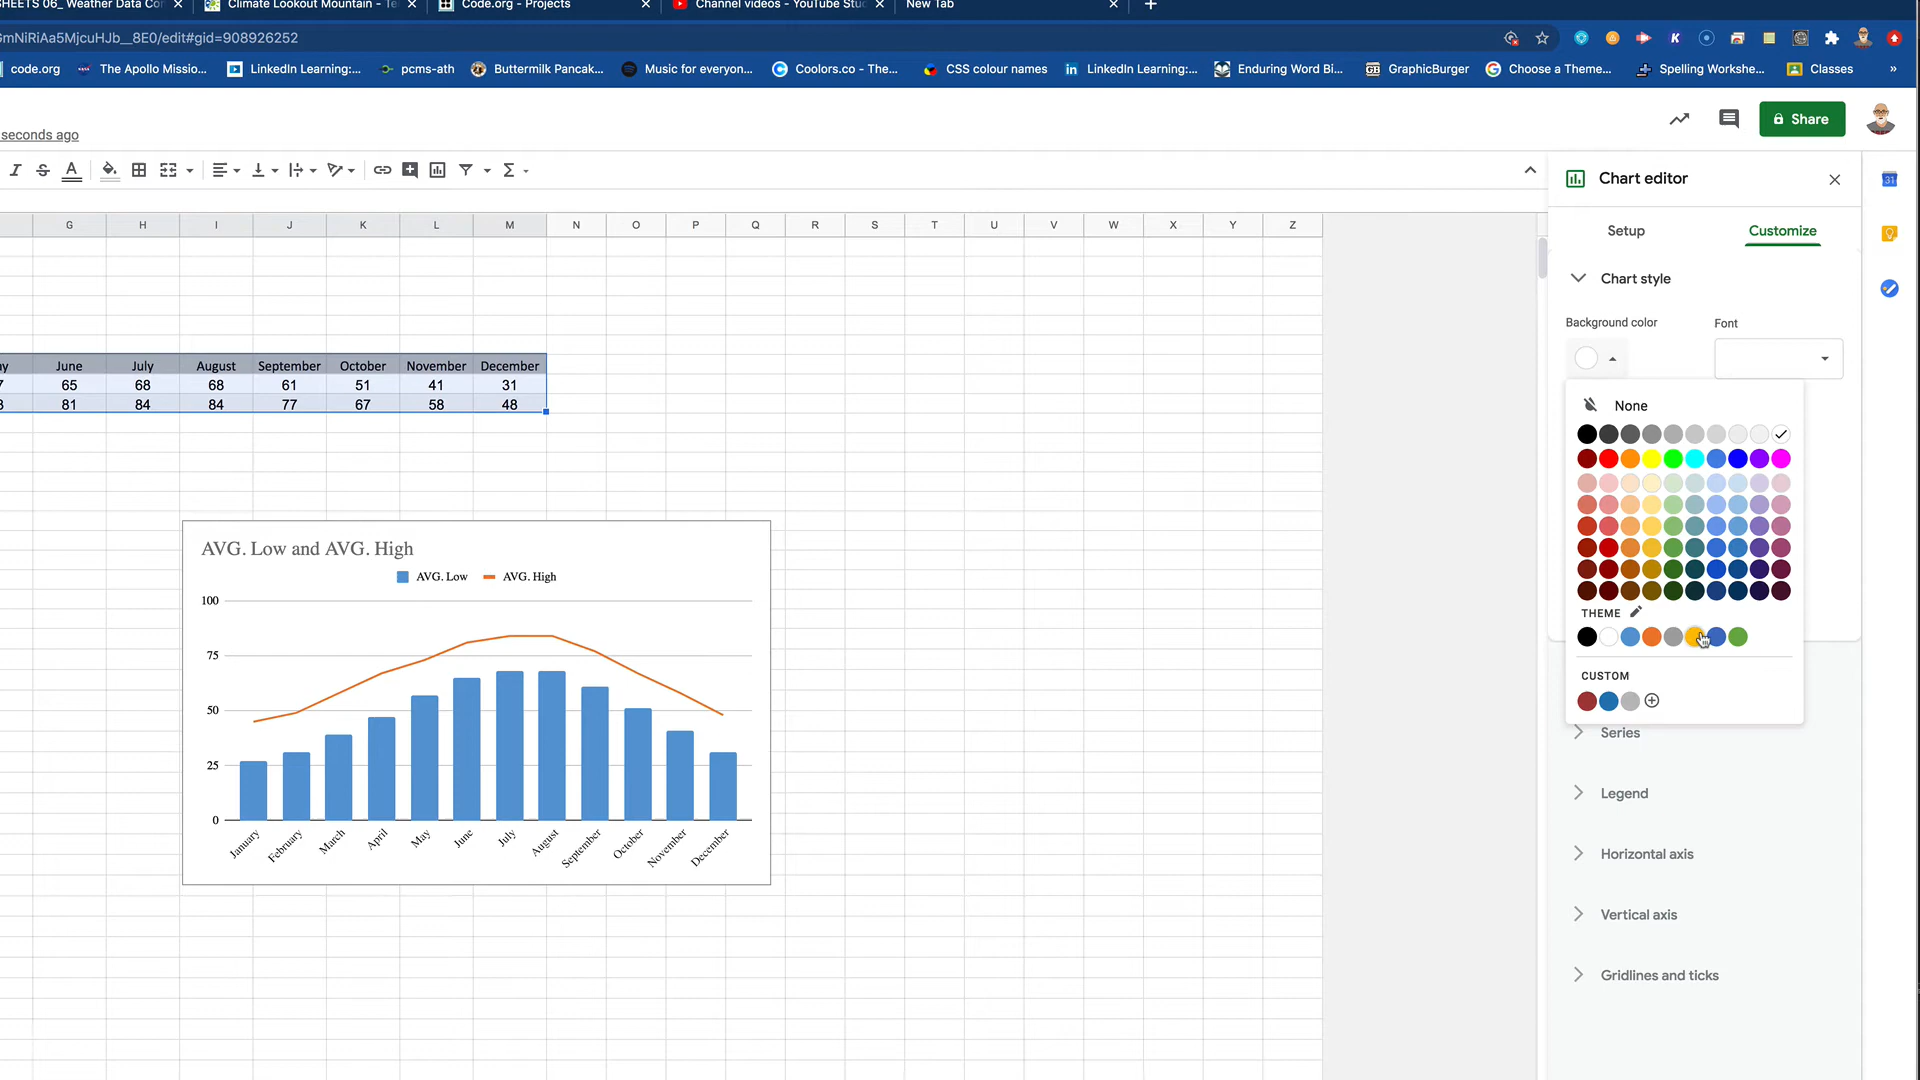 SHEETS 06_ Weather Data Con
Climate Lookout Mountain - Te
Code.org - Projects
Channel videos - YouTube Stu
New Tab
GmNiRiAa5MjcuHJb__8E0/edit#gid=908926252
code.org
The Apollo Missio...
LinkedIn Learning:...
pcms-ath
Buttermilk Pancak...
Music for everyon...
Coolors.co - The...
CSS colour names
LinkedIn Learning:...
Enduring Word Bi...
GraphicBurger
Choose a Theme...
Spelling Workshe...
Classes
»
seconds ago
Share
Chart editor
Setup
Customize
Chart style
Background color
Font
None
THEME
CUSTOM
Series
Legend
Horizontal axis
Vertical axis
Gridlines and ticks
G H I J K L M N O P Q R S T U V W X Y Z
June July August September October November December
65 68 68 61 51 41 31
81 84 84 77 67 58 48
AVG. Low and AVG. High
AVG. Low AVG. High
100
75
50
25
0
January February March April May June July August September October November December